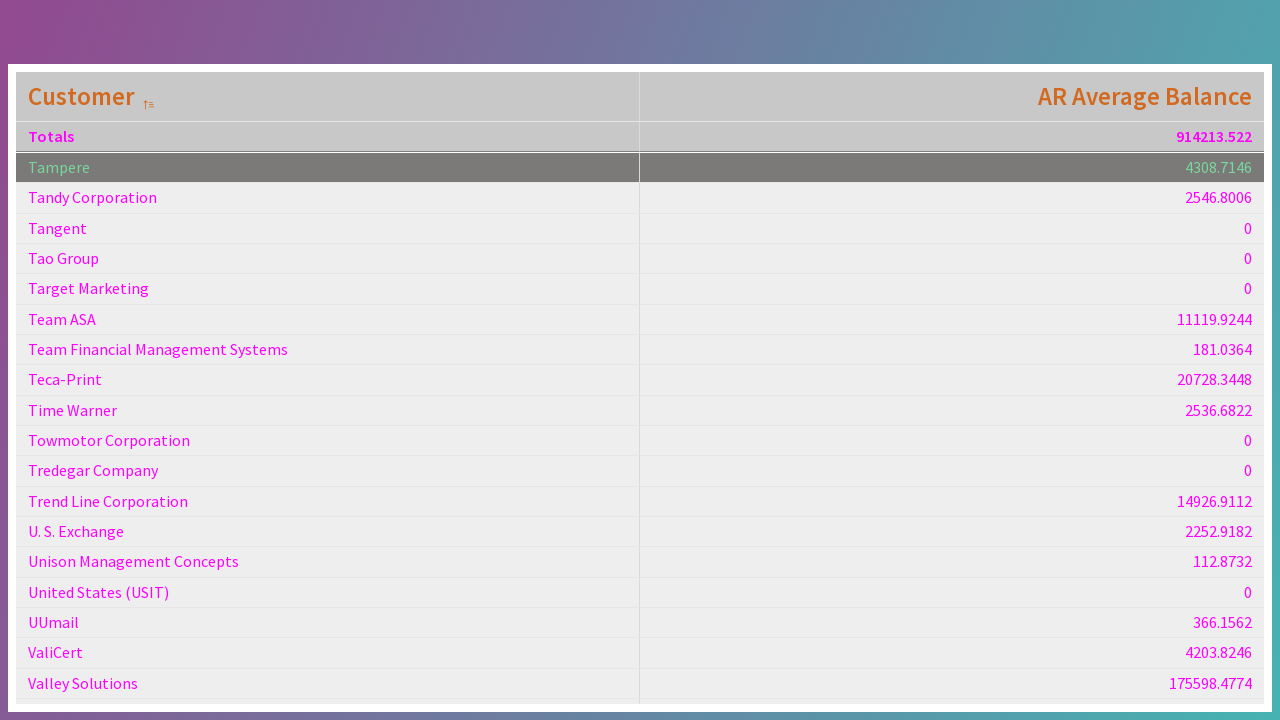 Customer AR Average Balance
Totals 914213.522
Tampere 4308.7146
Tandy Corporation 2546.8006
Tangent 0
Tao Group 0
Target Marketing 0
Team ASA 11119.9244
Team Financial Management Systems 181.0364
Teca-Print 20728.3448
Time Warner 2536.6822
Towmotor Corporation 0
Tredegar Company 0
Trend Line Corporation 14926.9112
U. S. Exchange 2252.9182
Unison Management Concepts 112.8732
United States (USIT) 0
UUmail 366.1562
ValiCert 4203.8246
Valley Solutions 175598.4774